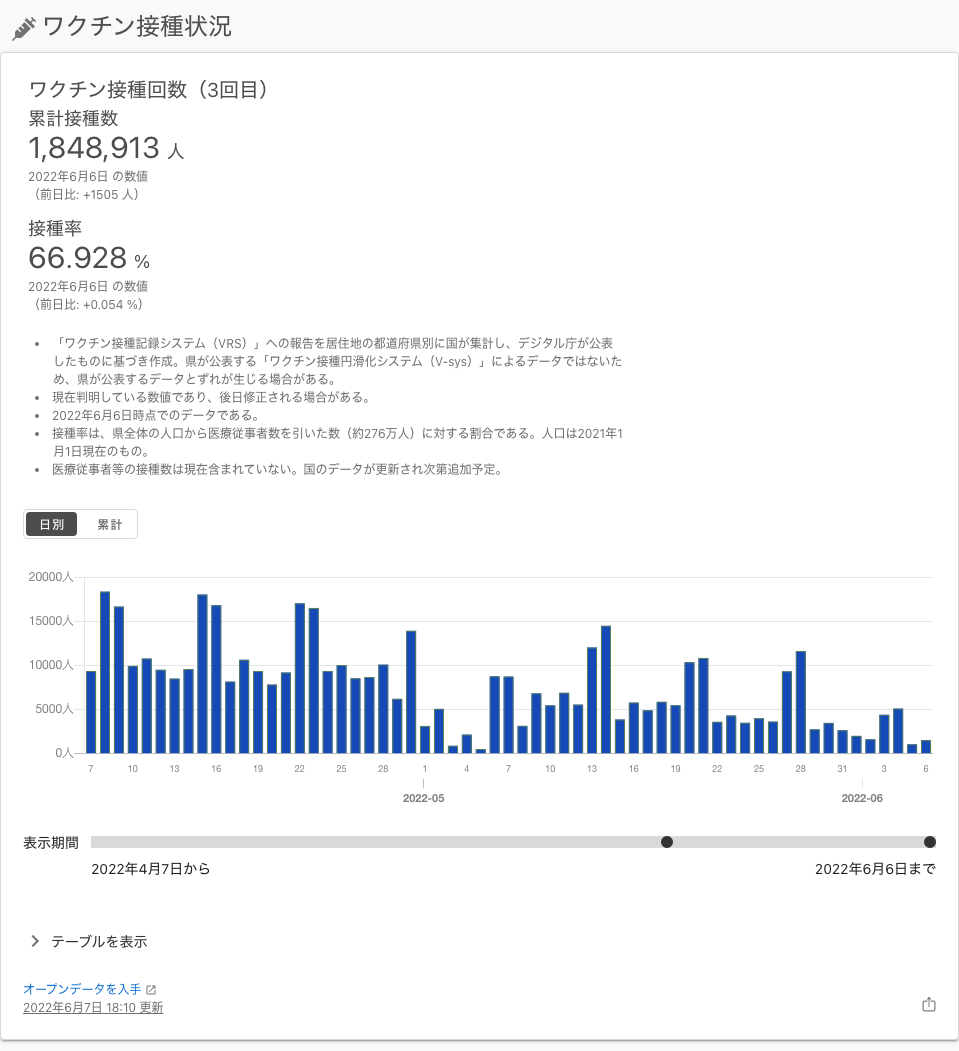 ワクチン接種状況
ワクチン接種回数（3回目）
累計接種数
1,848,913 人
2022年6月6日 の数値
（前日比: +1505 人）
接種率
66.928 %
2022年6月6日 の数値
（前日比: +0.054 %）
• 「ワクチン接種記録システム（VRS）」への報告を居住地の都道府県別に国が集計し、デジタル庁が公表
したものに基づき作成。県が公表する「ワクチン接種円滑化システム（V-sys）」によるデータではないた
め、県が公表するデータとずれが生じる場合がある。
• 現在判明している数値であり、後日修正される場合がある。
• 2022年6月6日時点でのデータである。
• 接種率は、県全体の人口から医療従事者数を引いた数（約276万人）に対する割合である。人口は2021年1
月1日現在のもの。
• 医療従事者等の接種数は現在含まれていない。国のデータが更新され次第追加予定。
日別 累計
20000人
15000人
10000人
5000人
0人
7 10 13 16 19 22 25 28 1 4 7 10 13 16 19 22 25 28 31 3 6
2022-05 2022-06
表示期間
2022年4月7日から 2022年6月6日まで
テーブルを表示
オープンデータを入手
2022年6月7日 18:10 更新